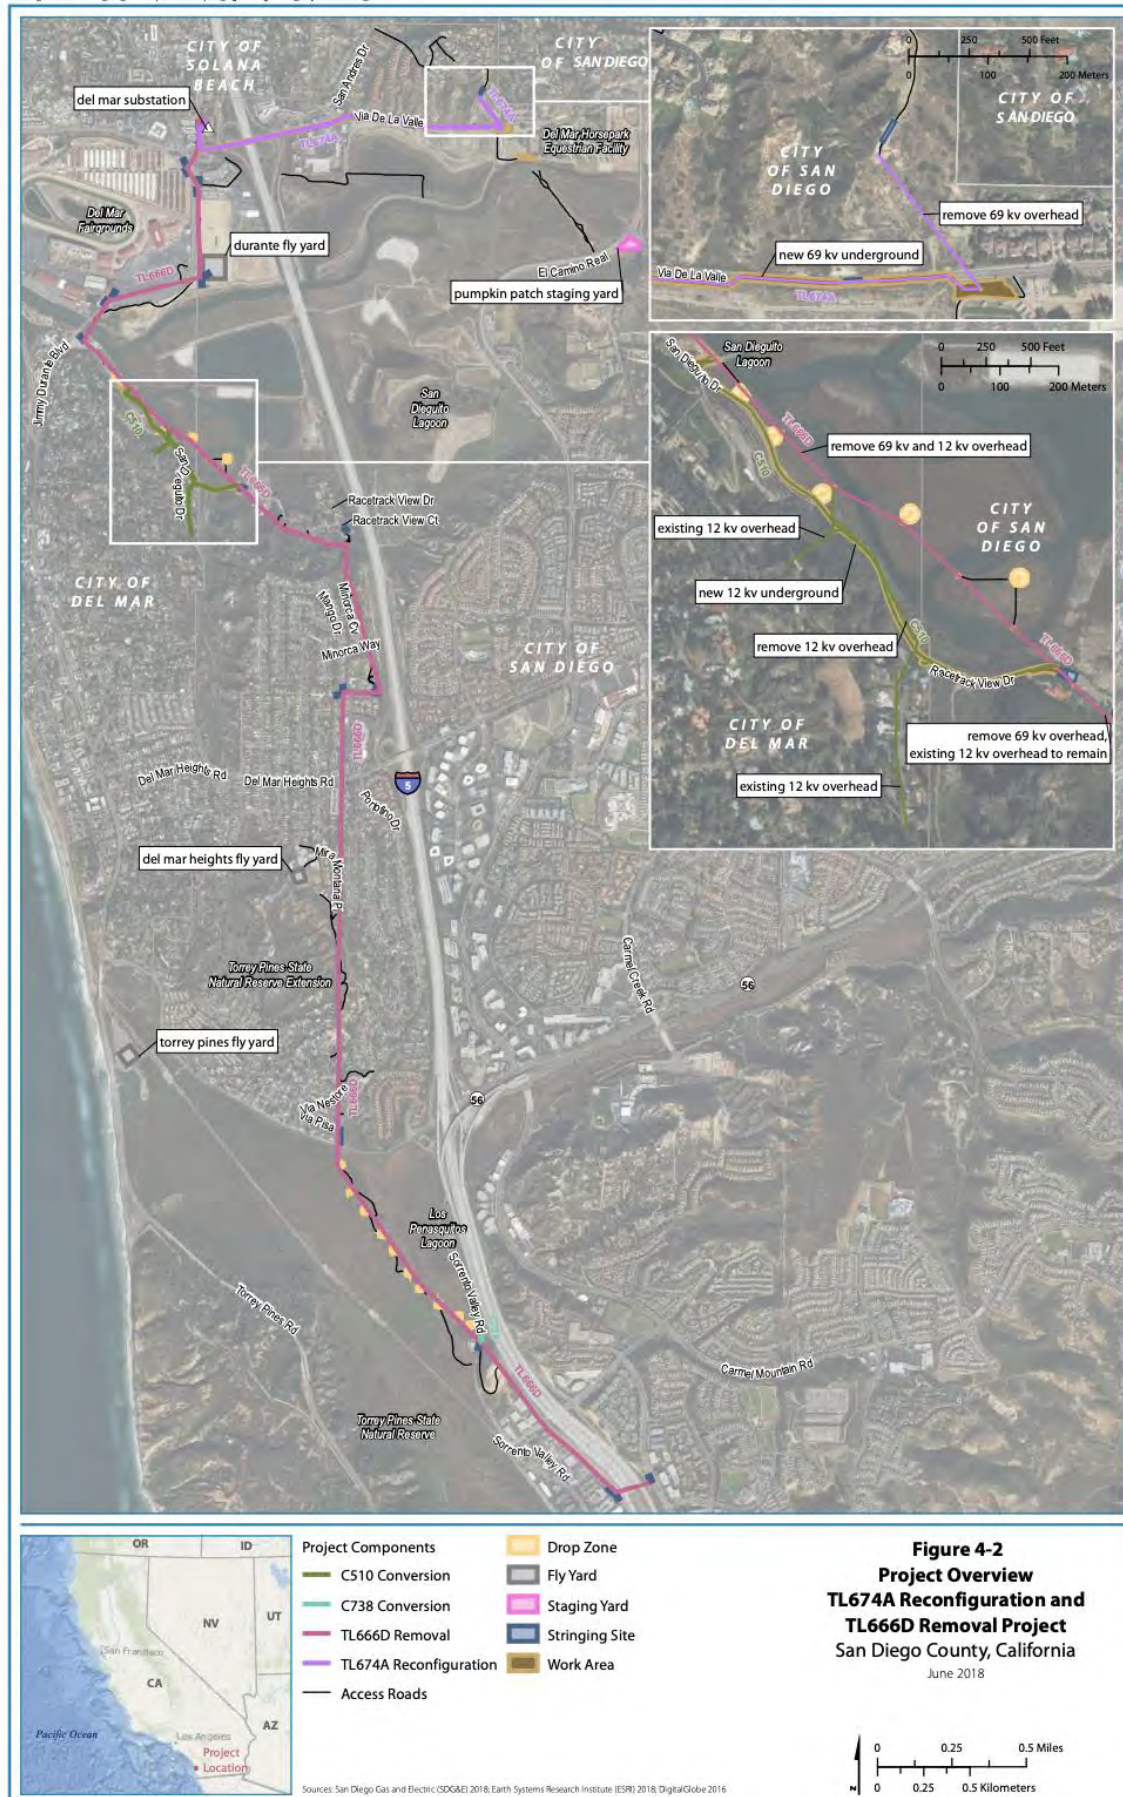 CITY OF
SOLANA
BEACH
CITY
OF SAN DIEGO
del mar substation
San Andres Dr
Via De La Valle
TL674A
TL674A
Del Mar Horsepark
Equestrian Facility
Del Mar
Fairgrounds
durante fly yard
TL666D
El Camino Real
pumpkin patch staging yard
Jimmy Durante Blvd
San
Dieguito
Lagoon
C510
San Dieguito Dr
TL666D
Racetrack View Dr
Racetrack View Ct
CITY OF
DEL MAR
Minorca Cv
Mango Dr
Minorca Way
CITY OF
SAN DIEGO
TL666D
Del Mar Heights Rd
Del Mar Heights Rd
5
Portofino Dr
del mar heights fly yard
Mira Montana Pl
Carmel Creek Rd
Torrey Pines State
Natural Reserve Extension
56
torrey pines fly yard
56
Via Nestore
Via Pisa
TL666D
Los
Penasquitos
Lagoon
Sorrento Valley Rd
Torrey Pines Rd
TL666D
Carmel Mountain Rd
Torrey Pines State
Natural Reserve
Sorrento Valley Rd
0 250 500 Feet
0 100 200 Meters
CITY OF
SAN DIEGO
CITY
OF SAN
DIEGO
remove 69 kv overhead
new 69 kv underground
Via De La Valle
TL674A
San Dieguito
Lagoon
San Dieguito Dr
0 250 500 Feet
0 100 200 Meters
TL666D
remove 69 kv and 12 kv overhead
C510
existing 12 kv overhead
CITY
OF SAN
DIEGO
new 12 kv underground
remove 12 kv overhead
C510
TL666D
Racetrack View Dr
CITY OF
DEL MAR
remove 69 kv overhead,
existing 12 kv overhead to remain
existing 12 kv overhead
OR
ID
NV
UT
San Francisco
CA
AZ
Pacific Ocean
Los Angeles
Project
Location
Project Components
C510 Conversion
C738 Conversion
TL666D Removal
TL674A Reconfiguration
Access Roads
Drop Zone
Fly Yard
Staging Yard
Stringing Site
Work Area
Sources: San Diego Gas and Electric (SDG&E) 2018; Earth Systems Research Institute (ESRI) 2018; DigitalGlobe 2016
Figure 4-2
Project Overview
TL674A Reconfiguration and
TL666D Removal Project
San Diego County, California
June 2018
N
0 0.25 0.5 Miles
0 0.25 0.5 Kilometers